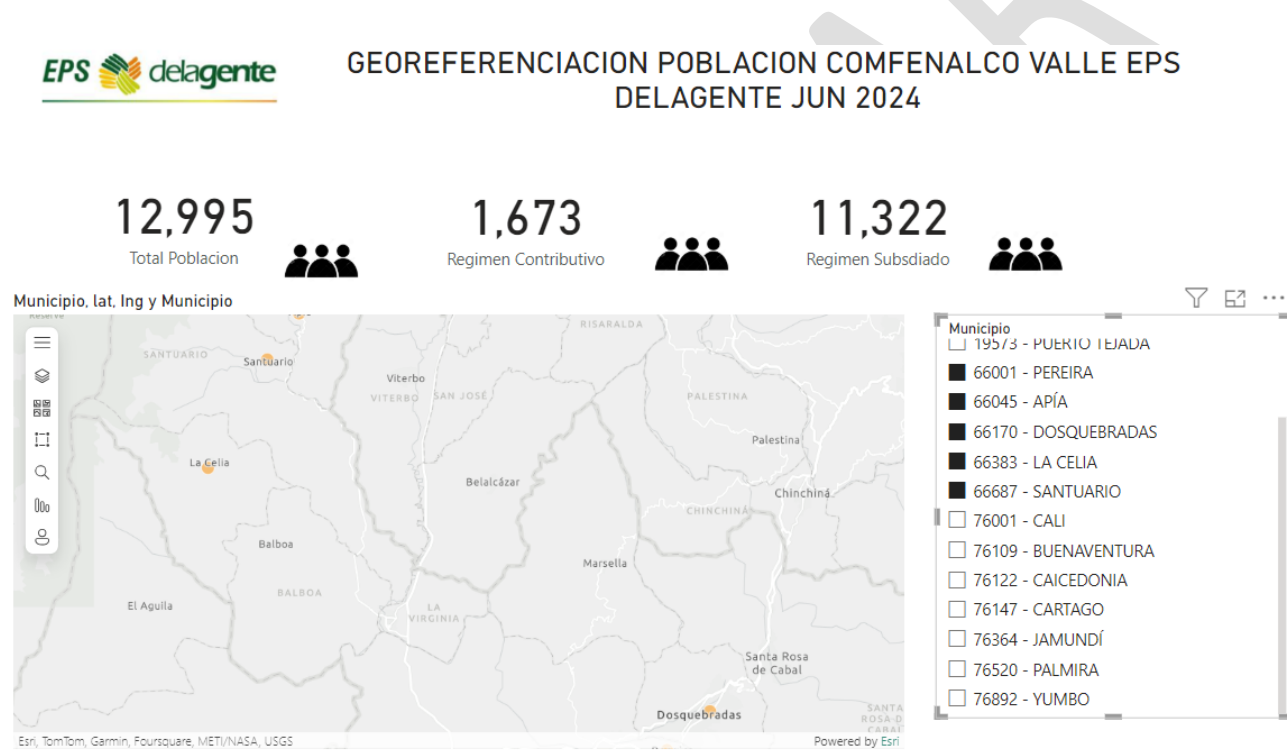 EPS delagente
GEOREFERENCIACION POBLACION COMFENALCO VALLE EPS
DELAGENTE JUN 2024
12,995
Total Poblacion
1,673
Regimen Contributivo
11,322
Regimen Subsdiado
Municipio, lat, lng y Municipio
RISARALDA
SANTUARIO
Santuario
Viterbo
VITERBO
SAN JOSÉ
PALESTINA
Palestina
La Celia
Belalcázar
Chinchiná
CHINCHINÁ
Balboa
Marsella
BALBOA
El Aguila
LA
VIRGINIA
Santa Rosa
de Cabal
Dosquebradas
SANTA
ROSA D
CABAL
Esri, TomTom, Garmin, Foursquare, METI/NASA, USGS
Powered by Esri
Municipio
19573 - PUERTO TEJADA
66001 - PEREIRA
66045 - APÍA
66170 - DOSQUEBRADAS
66383 - LA CELIA
66687 - SANTUARIO
76001 - CALI
76109 - BUENAVENTURA
76122 - CAICEDONIA
76147 - CARTAGO
76364 - JAMUNDÍ
76520 - PALMIRA
76892 - YUMBO